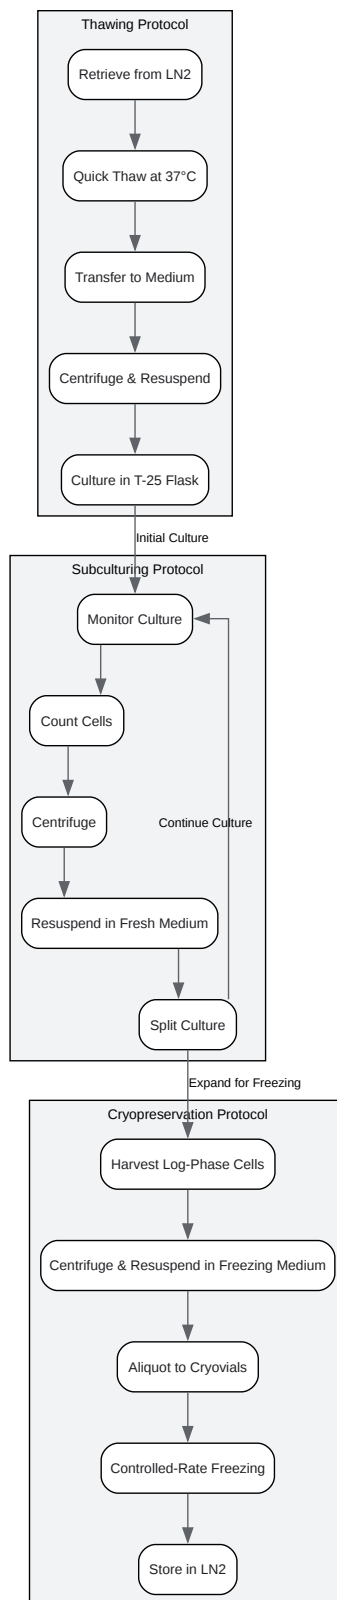 Thawing Protocol
Retrieve from LN2
Quick Thaw at 37°C
Transfer to Medium
Centrifuge & Resuspend
Culture in T-25 Flask
Initial Culture
Subculturing Protocol
Monitor Culture
Count Cells
Centrifuge
Continue Culture
Resuspend in Fresh Medium
Split Culture
Expand for Freezing
Cryopreservation Protocol
Harvest Log-Phase Cells
Centrifuge & Resuspend in Freezing Medium
Aliquot to Cryovials
Controlled-Rate Freezing
Store in LN2